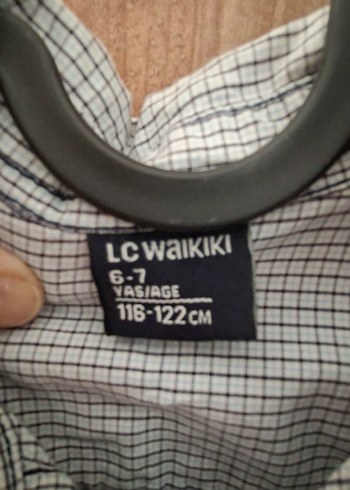 LC WAIKIKI
6-7
YAŞ/AGE
116-122 CM